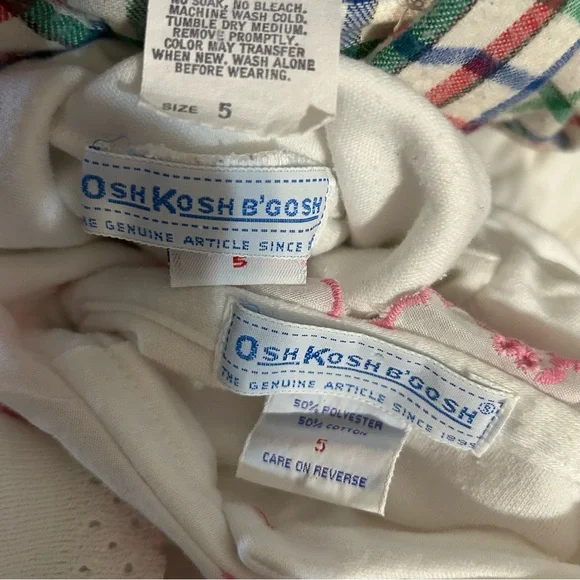 NO SOAK, NO BLEACH.
MACHINE WASH COLD.
TUMBLE DRY MEDIUM.
REMOVE PROMPTLY.
COLOR MAY TRANSFER
WHEN NEW. WASH ALONE
BEFORE WEARING.
SIZE 5
OSHKOSH B'GOSH
THE GENUINE ARTICLE SINCE
5
OSHKOSH B'GOSH®
THE GENUINE ARTICLE SINCE 1895
50% POLYESTER
50% COTTON
5
CARE ON REVERSE